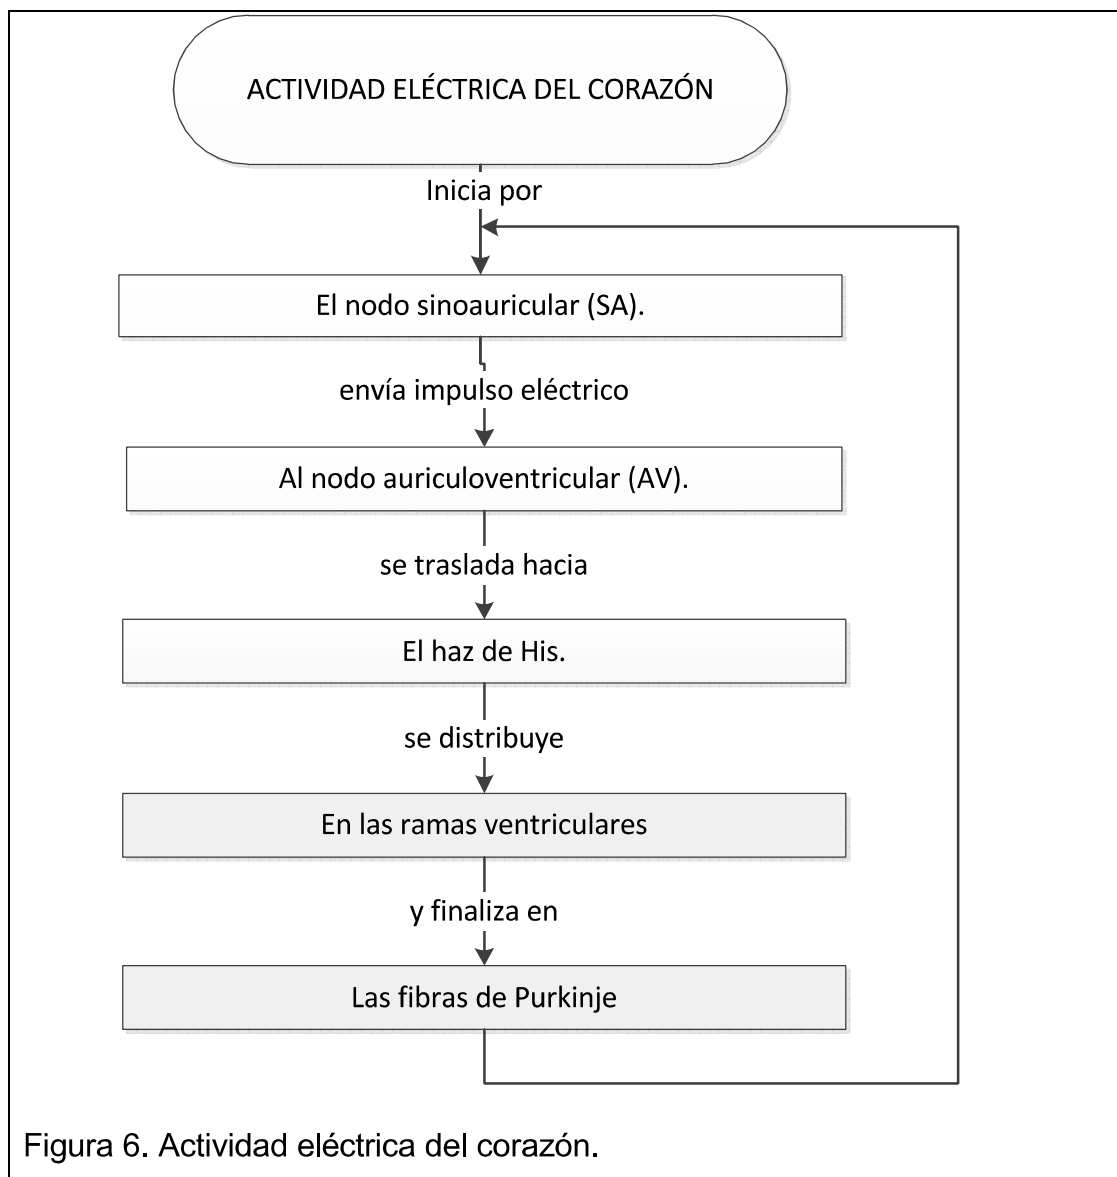 ACTIVIDAD ELÉCTRICA DEL CORAZÓN
Inicia por
El nodo sinoauricular (SA).
envía impulso eléctrico
Al nodo auriculoventricular (AV).
se traslada hacia
El haz de His.
se distribuye
En las ramas ventriculares
y finaliza en
Las fibras de Purkinje
Figura 6. Actividad eléctrica del corazón.